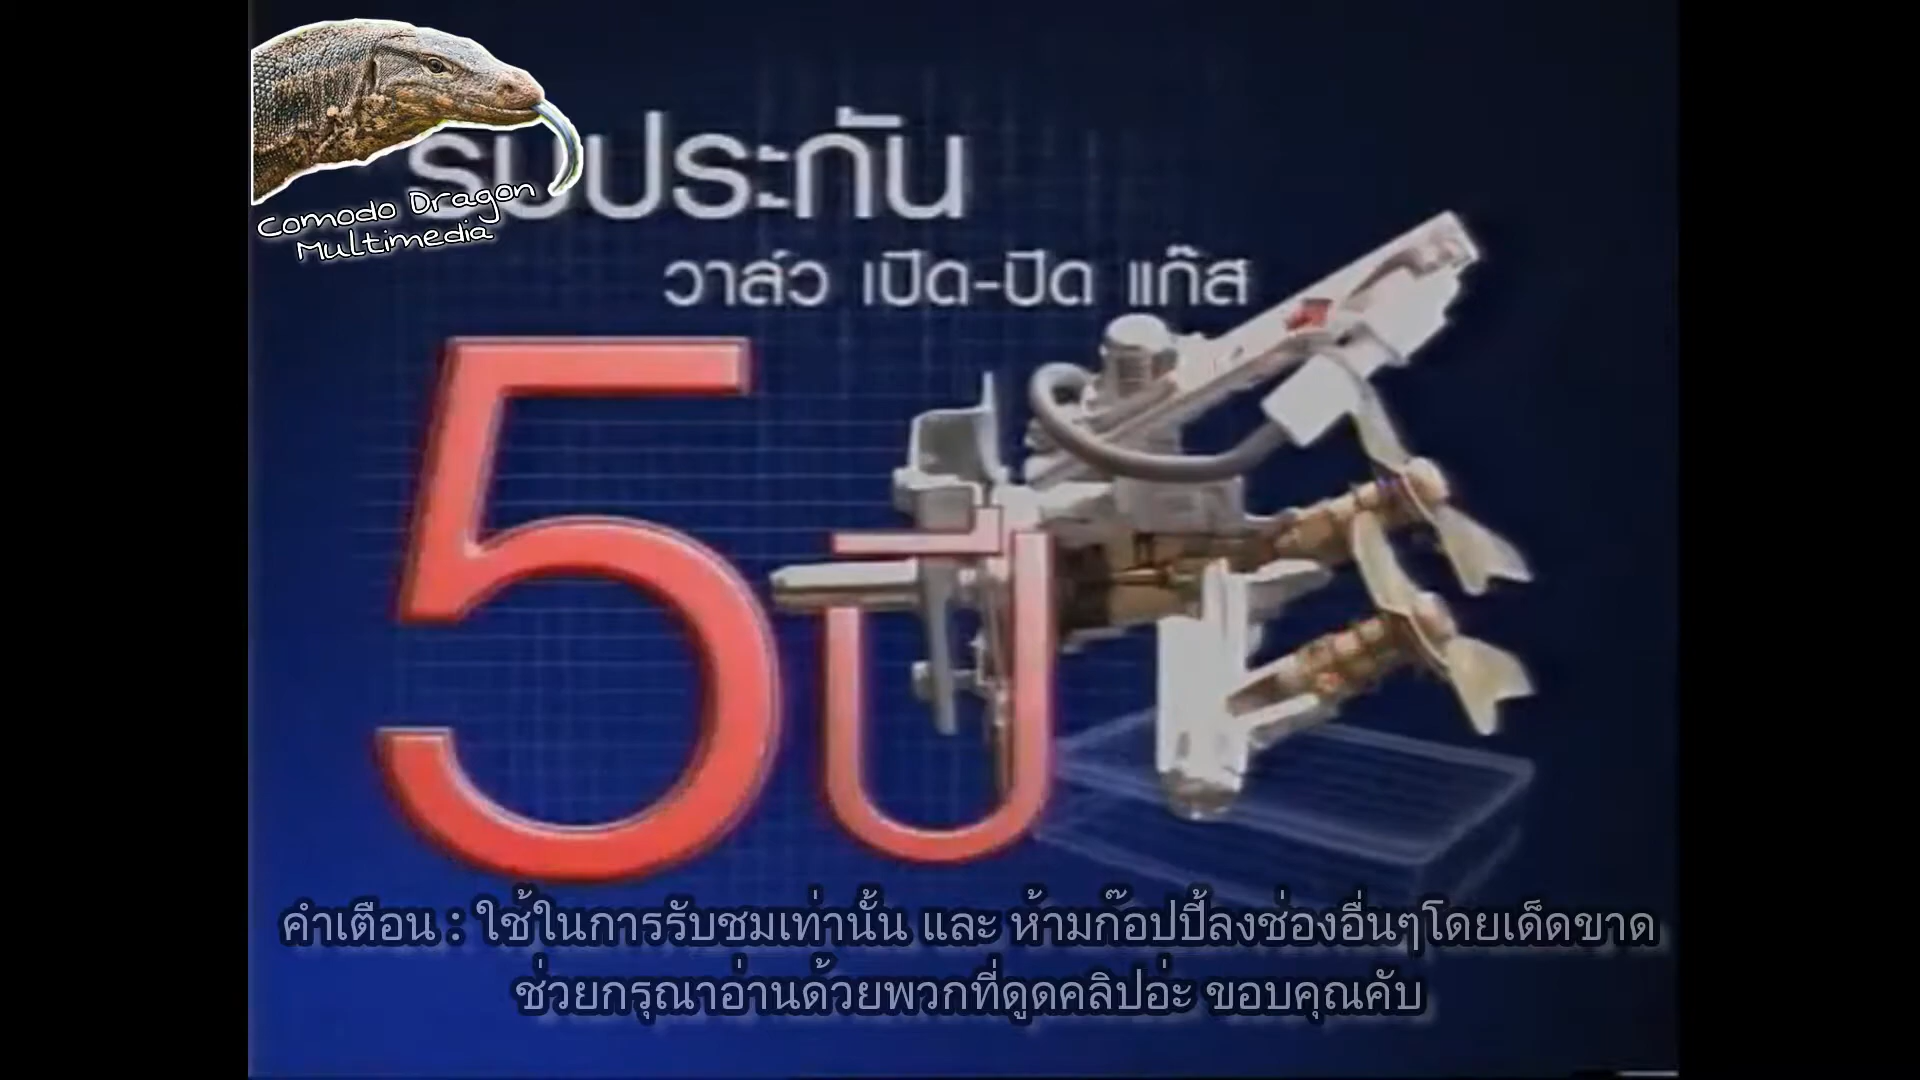 Comodo Dragon
Multimedia
รับประกัน
วาล์ว เปิด-ปิด แก๊ส
5 ปี
คำเตือน : ใช้ในการรับชมเท่านั้น และ ห้ามก๊อปปี้ลงช่องอื่นๆโดยเด็ดขาด
ช่วยกรุณาอ่านด้วยพวกที่ดูดคลิปอ่ะ ขอบคุณคับ